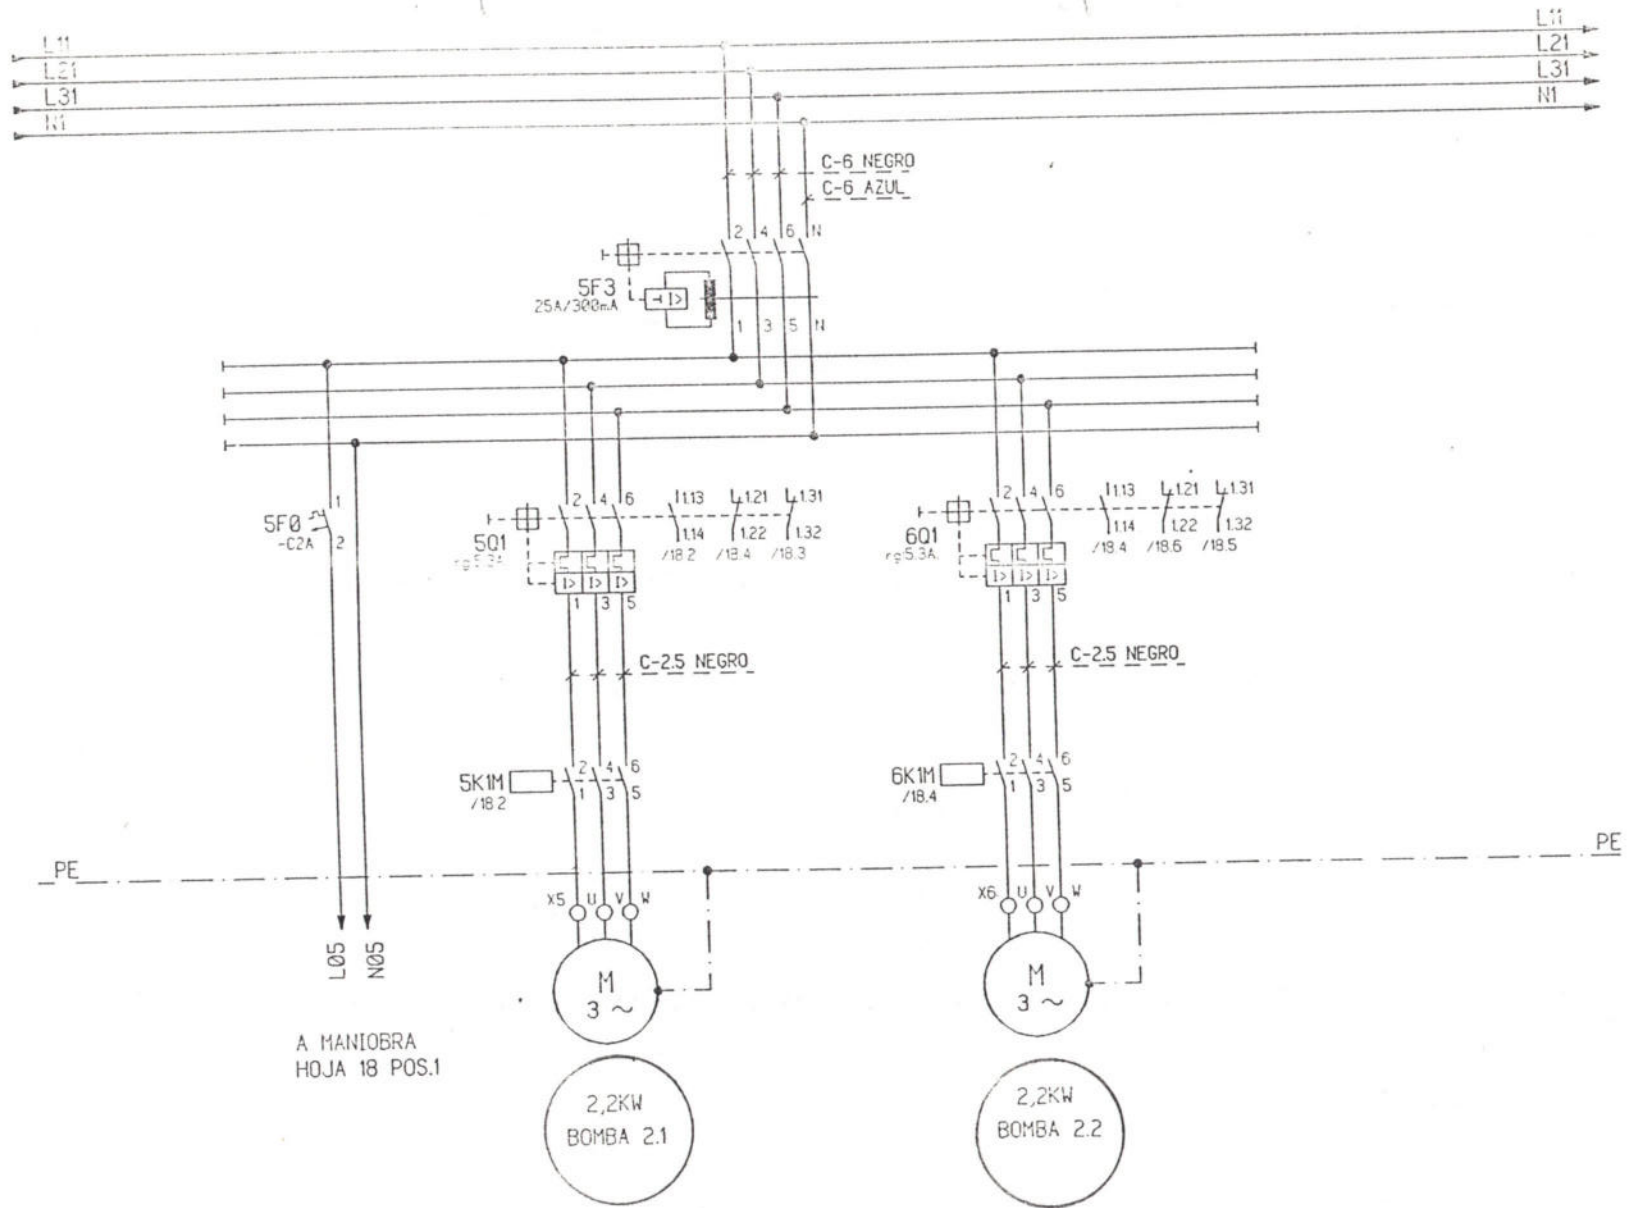 L11
L11
L21
L21
L31
L31
N1
N1
C-6 NEGRO
C-6 AZUL
2 4 6 N
5F3
25A/300mA
I>
1 3 5 N
5F0
-C2A
1
2
5Q1
rg5.3A
2 4 6
I> I> I>
1 3 5
1.13
1.14
/18.2
1.21
1.22
/18.4
1.31
1.32
/18.3
6Q1
rg5.3A
2 4 6
I> I> I>
1 3 5
1.13
1.14
/18.4
1.21
1.22
/18.6
1.31
1.32
/18.5
C-2.5 NEGRO
C-2.5 NEGRO
5K1M
/18.2
2 4 6
1 3 5
6K1M
/18.4
2 4 6
1 3 5
PE
PE
X5 U V W
X6 U V W
L05
N05
M
3 ~
M
3 ~
A MANIOBRA
HOJA 18 POS.1
2,2KW
BOMBA 2.1
2,2KW
BOMBA 2.2